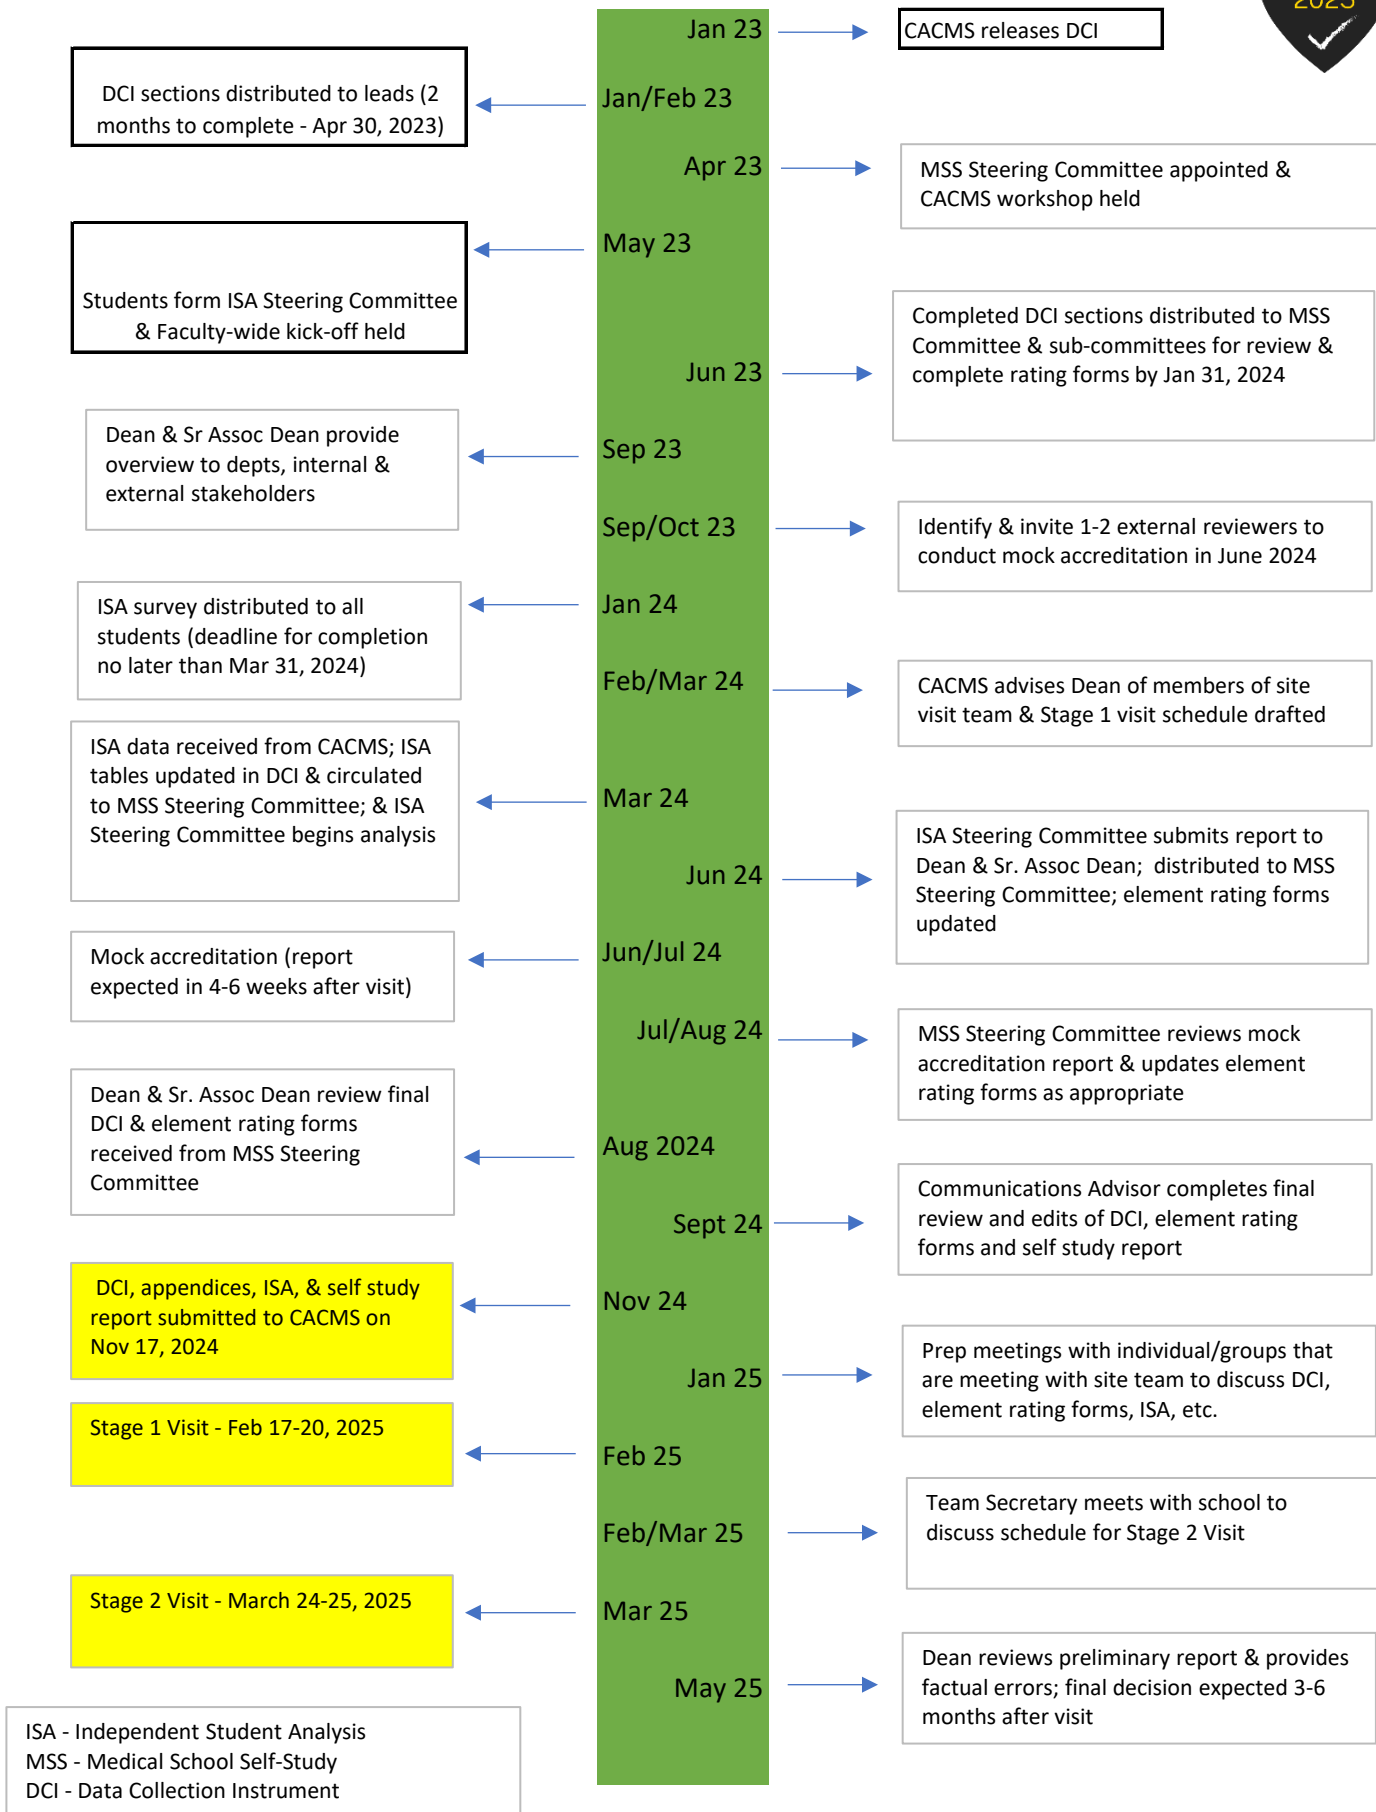 2025
Jan 23
CACMS releases DCI
DCI sections distributed to leads (2
months to complete - Apr 30, 2023)
Jan/Feb 23
Apr 23
MSS Steering Committee appointed &
CACMS workshop held
May 23
Students form ISA Steering Committee
& Faculty-wide kick-off held
Completed DCI sections distributed to MSS
Committee & sub-committees for review &
complete rating forms by Jan 31, 2024
Jun 23
Dean & Sr Assoc Dean provide
overview to depts, internal &
external stakeholders
Sep 23
Sep/Oct 23
Identify & invite 1-2 external reviewers to
conduct mock accreditation in June 2024
ISA survey distributed to all
students (deadline for completion
no later than Mar 31, 2024)
Jan 24
Feb/Mar 24
CACMS advises Dean of members of site
visit team & Stage 1 visit schedule drafted
ISA data received from CACMS; ISA
tables updated in DCI & circulated
to MSS Steering Committee; & ISA
Steering Committee begins analysis
Mar 24
Jun 24
ISA Steering Committee submits report to
Dean & Sr. Assoc Dean; distributed to MSS
Steering Committee; element rating forms
updated
Mock accreditation (report
expected in 4-6 weeks after visit)
Jun/Jul 24
Jul/Aug 24
MSS Steering Committee reviews mock
accreditation report & updates element
rating forms as appropriate
Dean & Sr. Assoc Dean review final
DCI & element rating forms
received from MSS Steering
Committee
Aug 2024
Sept 24
Communications Advisor completes final
review and edits of DCI, element rating
forms and self study report
DCI, appendices, ISA, & self study
report submitted to CACMS on
Nov 17, 2024
Nov 24
Jan 25
Prep meetings with individual/groups that
are meeting with site team to discuss DCI,
element rating forms, ISA, etc.
Stage 1 Visit - Feb 17-20, 2025
Feb 25
Feb/Mar 25
Team Secretary meets with school to
discuss schedule for Stage 2 Visit
Stage 2 Visit - March 24-25, 2025
Mar 25
May 25
Dean reviews preliminary report & provides
factual errors; final decision expected 3-6
months after visit
ISA - Independent Student Analysis
MSS - Medical School Self-Study
DCI - Data Collection Instrument